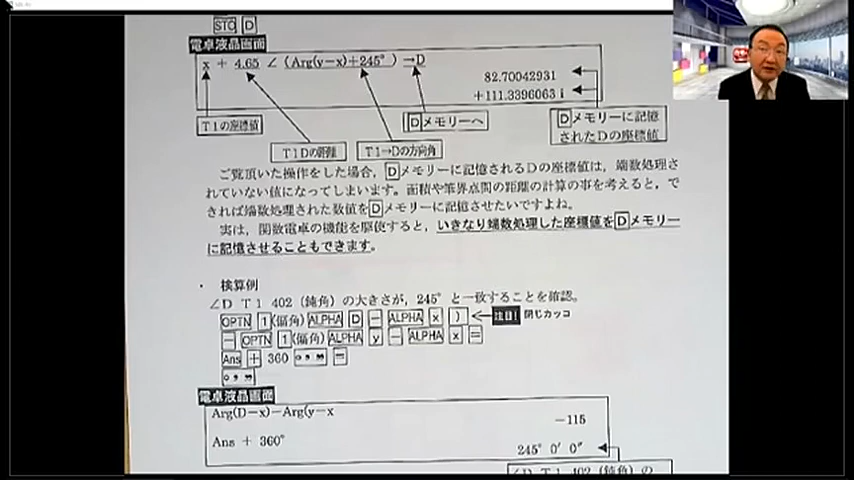 STO D
電卓液晶画面
x + 4.65 ∠ (Arg(y−x)+245°) →D
82.70042931
+111.3396063 i
T1の座標値
Dメモリーへ
Dメモリーに記憶
されたDの座標値
T1Dの距離
T1→Dの方向角
ご覧頂いた操作をした場合，Dメモリーに記憶されるDの座標値は，端数処理さ
れていない値になってしまいます。面積や筆界点間の距離の計算の事を考えると，で
きれば端数処理された数値をDメモリーに記憶させたいですよね。
実は，関数電卓の機能を駆使すると，いきなり端数処理した座標値をDメモリー
に記憶させることもできます。
・ 検算例
∠D T1 402（鈍角）の大きさが，245°と一致することを確認。
OPTN 1(偏角) ALPHA D − ALPHA x ) ← 注目! 閉じカッコ
− OPTN 1(偏角) ALPHA y − ALPHA x =
Ans + 360 ° ’ ” =
° ’ ”
電卓液晶画面
Arg(D−x)−Arg(y−x
−115
Ans + 360°
245° 0′ 0″
∠D T1 402（鈍角）の